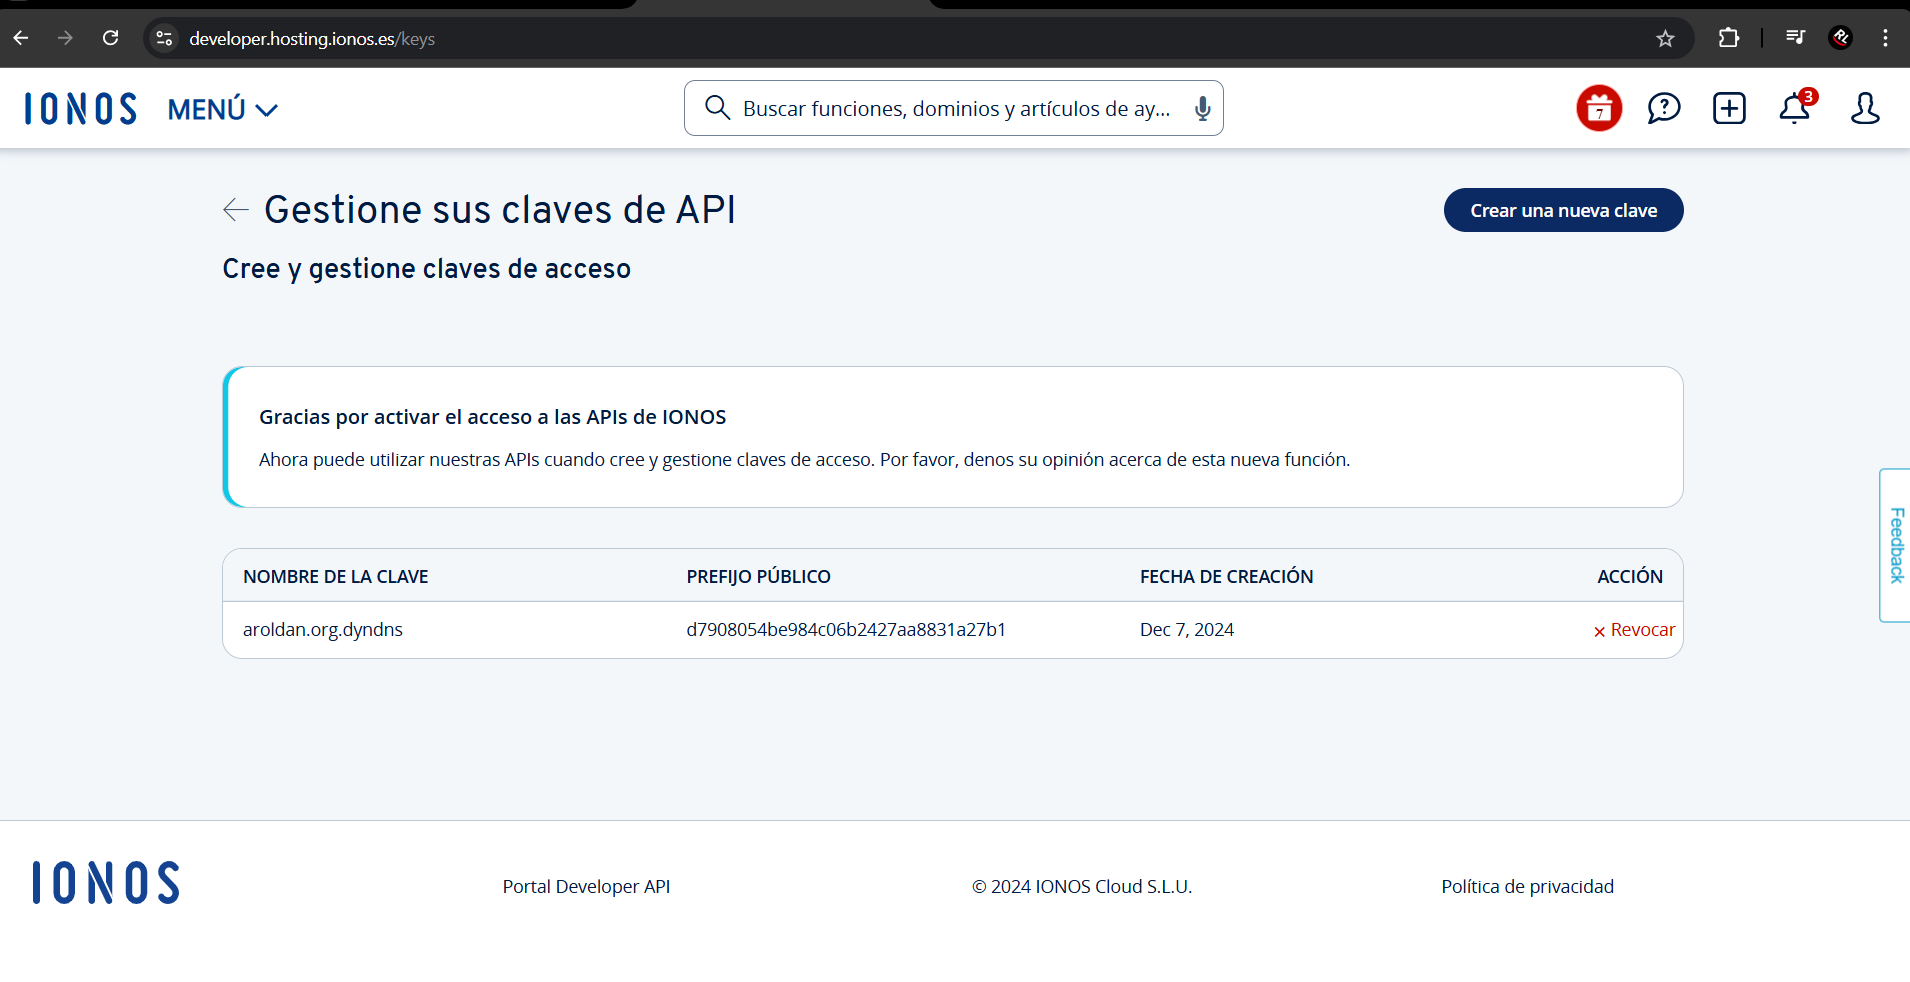 developer.hosting.ionos.es/keys
IONOS MENÚ
Buscar funciones, dominios y artículos de ay...
7
3
Gestione sus claves de API
Crear una nueva clave
Cree y gestione claves de acceso
Gracias por activar el acceso a las APIs de IONOS
Ahora puede utilizar nuestras APIs cuando cree y gestione claves de acceso. Por favor, denos su opinión acerca de esta nueva función.
Feedback
NOMBRE DE LA CLAVE PREFIJO PÚBLICO FECHA DE CREACIÓN ACCIÓN
aroldan.org.dyndns d7908054be984c06b2427aa8831a27b1 Dec 7, 2024 × Revocar
IONOS Portal Developer API © 2024 IONOS Cloud S.L.U. Política de privacidad